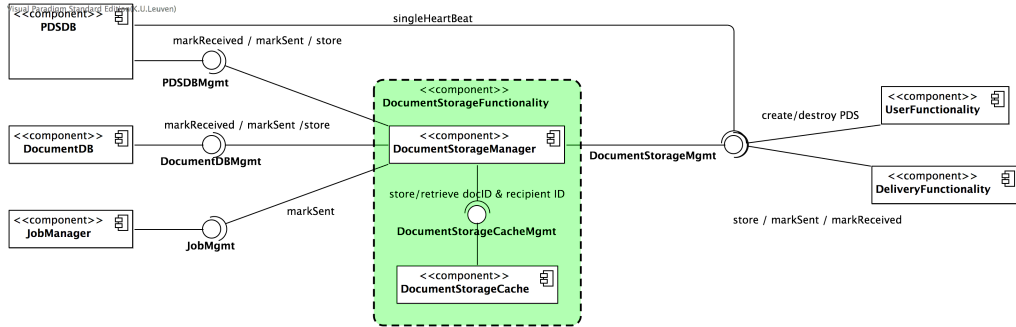 Visual Paradigm Standard Edition(K.U.Leuven)
<<component>>
PDSDB
singleHeartBeat
markReceived / markSent / store
PDSDBMgmt
<<component>>
DocumentStorageFunctionality
<<component>>
UserFunctionality
create/destroy PDS
<<component>>
DocumentDB
markReceived / markSent /store
DocumentDBMgmt
<<component>>
DocumentStorageManager
DocumentStorageMgmt
<<component>>
DeliveryFunctionality
store/retrieve docID & recipient ID
<<component>>
JobManager
markSent
JobMgmt
store / markSent / markReceived
DocumentStorageCacheMgmt
<<component>>
DocumentStorageCache